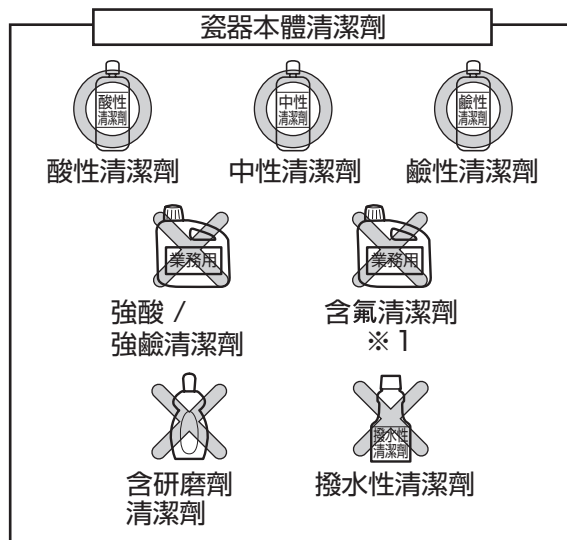 瓷器本體清潔劑
酸性
清潔劑
中性
清潔劑
鹼性
清潔劑
酸性清潔劑
中性清潔劑
鹼性清潔劑
業務用
業務用
強酸 /
強鹼清潔劑
含氟清潔劑
※1
撥水性
清潔劑
含研磨劑
清潔劑
撥水性清潔劑